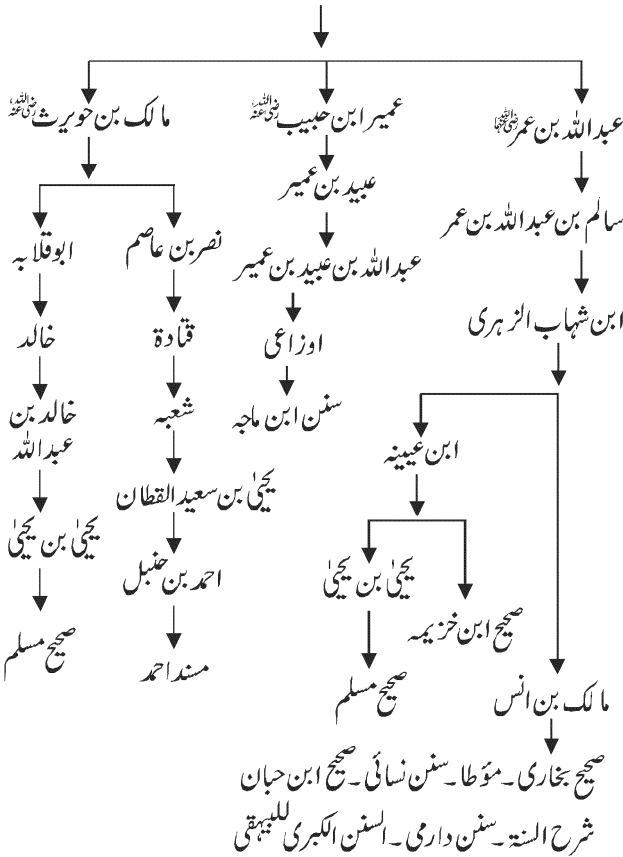 عبداللہ بن عمر رضی اللہ عنہما
عمیر ابن حبیب رضی اللہ عنہ
مالک بن حویرث رضی اللہ عنہ
سالم بن عبداللہ بن عمر
عبید بن عمیر
نصر بن عاصم
ابو قلابہ
ابن شہاب الزہری
عبداللہ بن عبید بن عمیر
قتادۃ
خالد
اوزاعی
ابن عیینہ
سنن ابن ماجہ
شعبہ
خالد بن
عبداللہ
یحییٰ بن سعید القطان
یحییٰ بن یحییٰ
صحیح ابن خزیمہ
یحییٰ بن یحییٰ
احمد بن حنبل
صحیح مسلم
مالک بن انس
صحیح مسلم
مسند احمد
صحیح بخاری۔ مؤطا۔ سنن نسائی۔ صحیح ابن حبان
شرح السنۃ۔ سنن دارمی۔ السنن الکبریٰ للبیہقی